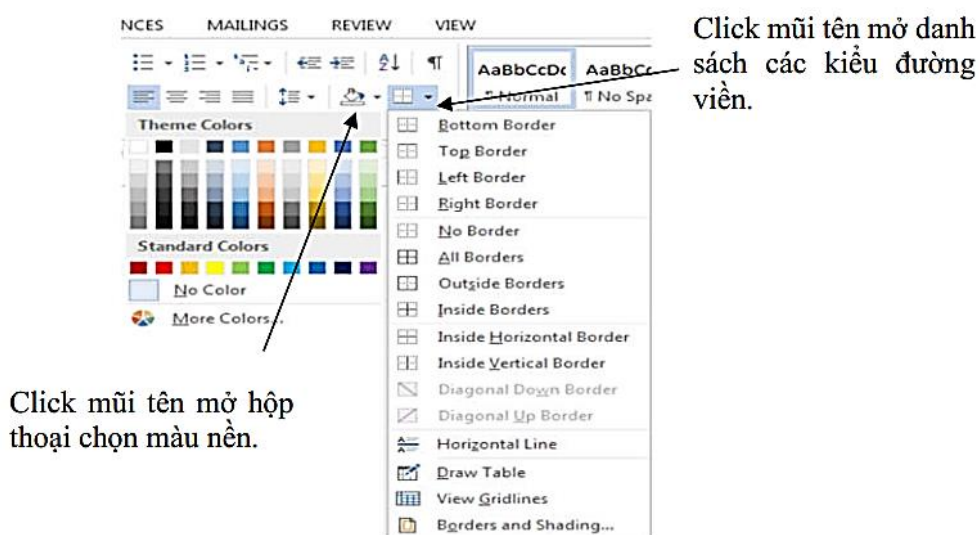 NCES MAILINGS REVIEW VIEW
Click mũi tên mở danh
sách các kiểu đường
viền.
AaBbCcDc AaBbCc
¶ Normal ¶ No Spa
Theme Colors
Standard Colors
No Color
More Colors...
Bottom Border
Top Border
Left Border
Right Border
No Border
All Borders
Outside Borders
Inside Borders
Inside Horizontal Border
Inside Vertical Border
Diagonal Down Border
Diagonal Up Border
Horizontal Line
Draw Table
View Gridlines
Borders and Shading...
Click mũi tên mở hộp
thoại chọn màu nền.